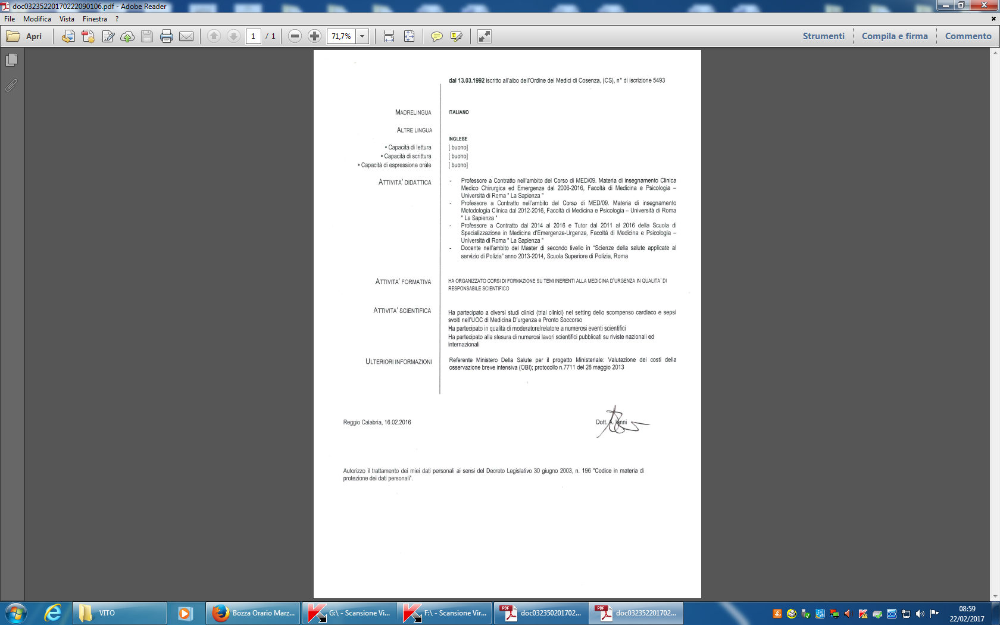 doc03235220170222090106.pdf - Adobe Reader
File Modifica Vista Finestra ?
Apri 1 / 1 71,7% Strumenti Compila e firma Commento
dal 13.03.1992 iscritto all'albo dell'Ordine dei Medici di Cosenza, (CS), n° di iscrizione 5493
MADRELINGUA ITALIANO
ALTRE LINGUA
INGLESE
• Capacità di lettura [ buono]
• Capacità di scrittura [ buono]
• Capacità di espressione orale [ buono]
ATTIVITA' DIDATTICA - Professore a Contratto nell'ambito del Corso di MED/09. Materia di insegnamento Clinica
Medico Chirurgica ed Emergenze dal 2006-2016, Facoltà di Medicina e Psicologia –
Università di Roma " La Sapienza "
- Professore a Contratto nell'ambito del Corso di MED/09. Materia di insegnamento
Metodologia Clinica dal 2012-2016, Facoltà di Medicina e Psicologia – Università di Roma
" La Sapienza "
- Professore a Contratto dal 2014 al 2016 e Tutor dal 2011 al 2016 della Scuola di
Specializzazione in Medicina d'Emergenza-Urgenza, Facoltà di Medicina e Psicologia –
Università di Roma " La Sapienza "
- Docente nell'ambito del Master di secondo livello in "Scienze della salute applicate al
servizio di Polizia" anno 2013-2014, Scuola Superiore di Polizia, Roma
ATTIVITA' FORMATIVA HA ORGANIZZATO CORSI DI FORMAZIONE SU TEMI INERENTI ALLA MEDICINA D'URGENZA IN QUALITA' DI
RESPONSABILE SCIENTIFICO
ATTIVITA' SCIENTIFICA Ha partecipato a diversi studi clinici (trial clinici) nel setting dello scompenso cardiaco e sepsi
svolti nell'UOC di Medicina D'urgenza e Pronto Soccorso
Ha partecipato in qualità di moderatore/relatore a numerosi eventi scientifici
Ha partecipato alla stesura di numerosi lavori scientifici pubblicati su riviste nazionali ed
internazionali
ULTERIORI INFORMAZIONI Referente Ministero Della Salute per il progetto Ministeriale: Valutazione dei costi della
osservazione breve intensiva (OBI); protocollo n.7711 del 28 maggio 2013
Reggio Calabria, 16.02.2016 Dott. A. Ianni
Autorizzo il trattamento dei miei dati personali ai sensi del Decreto Legislativo 30 giugno 2003, n. 196 "Codice in materia di
protezione dei dati personali".
VITO Bozza Orario Marz... G:\ - Scansione Vi... F:\ - Scansione Vir... doc032350201702... doc032352201702... 08:59
22/02/2017